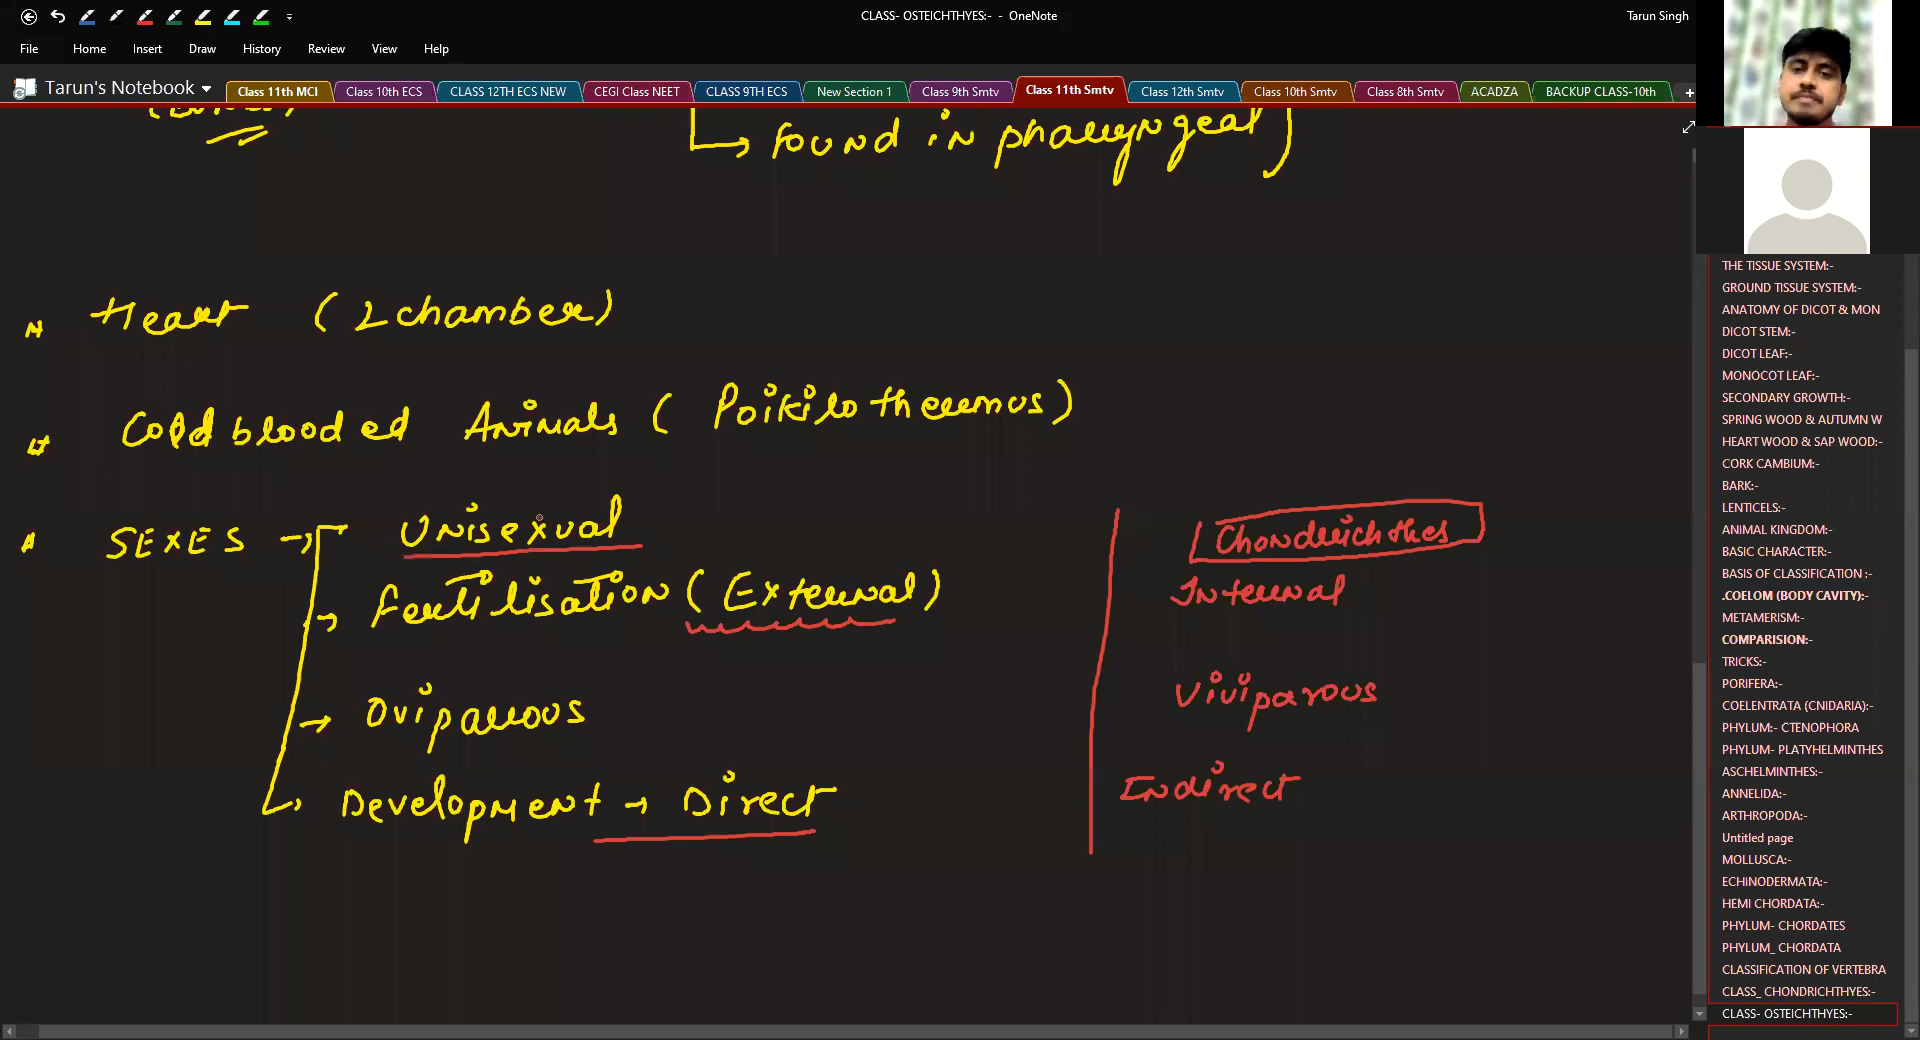 CLASS- OSTEICHTHYES:- - OneNote
Tarun Singh
File Home Insert Draw History Review View Help
Tarun's Notebook
Class 11th MCI Class 10th ECS CLASS 12TH ECS NEW CEGI Class NEET CLASS 9TH ECS New Section 1 Class 9th Smtv Class 11th Smtv Class 12th Smtv Class 10th Smtv Class 8th Smtv ACADZA BACKUP CLASS-10th
Found in pharyngeal
Heart (2 chamber)
Cold blooded Animals (Poikilothermus)
SEXES → Unisexual
→ Fertilisation (External)
→ Oviparous
→ Development → Direct
Chondrichthes
Internal
Viviparous
Indirect
THE TISSUE SYSTEM:-
GROUND TISSUE SYSTEM:-
ANATOMY OF DICOT & MON
DICOT STEM:-
DICOT LEAF:-
MONOCOT LEAF:-
SECONDARY GROWTH:-
SPRING WOOD & AUTUMN W
HEART WOOD & SAP WOOD:-
CORK CAMBIUM:-
BARK:-
LENTICELS:-
ANIMAL KINGDOM:-
BASIC CHARACTER:-
BASIS OF CLASSIFICATION :-
.COELOM (BODY CAVITY):-
METAMERISM:-
COMPARISION:-
TRICKS:-
PORIFERA:-
COELENTRATA (CNIDARIA):-
PHYLUM:- CTENOPHORA
PHYLUM- PLATYHELMINTHES
ASCHELMINTHES:-
ANNELIDA:-
ARTHROPODA:-
Untitled page
MOLLUSCA:-
ECHINODERMATA:-
HEMI CHORDATA:-
PHYLUM- CHORDATES
PHYLUM_ CHORDATA
CLASSIFICATION OF VERTEBRA
CLASS_ CHONDRICHTHYES:-
CLASS- OSTEICHTHYES:-